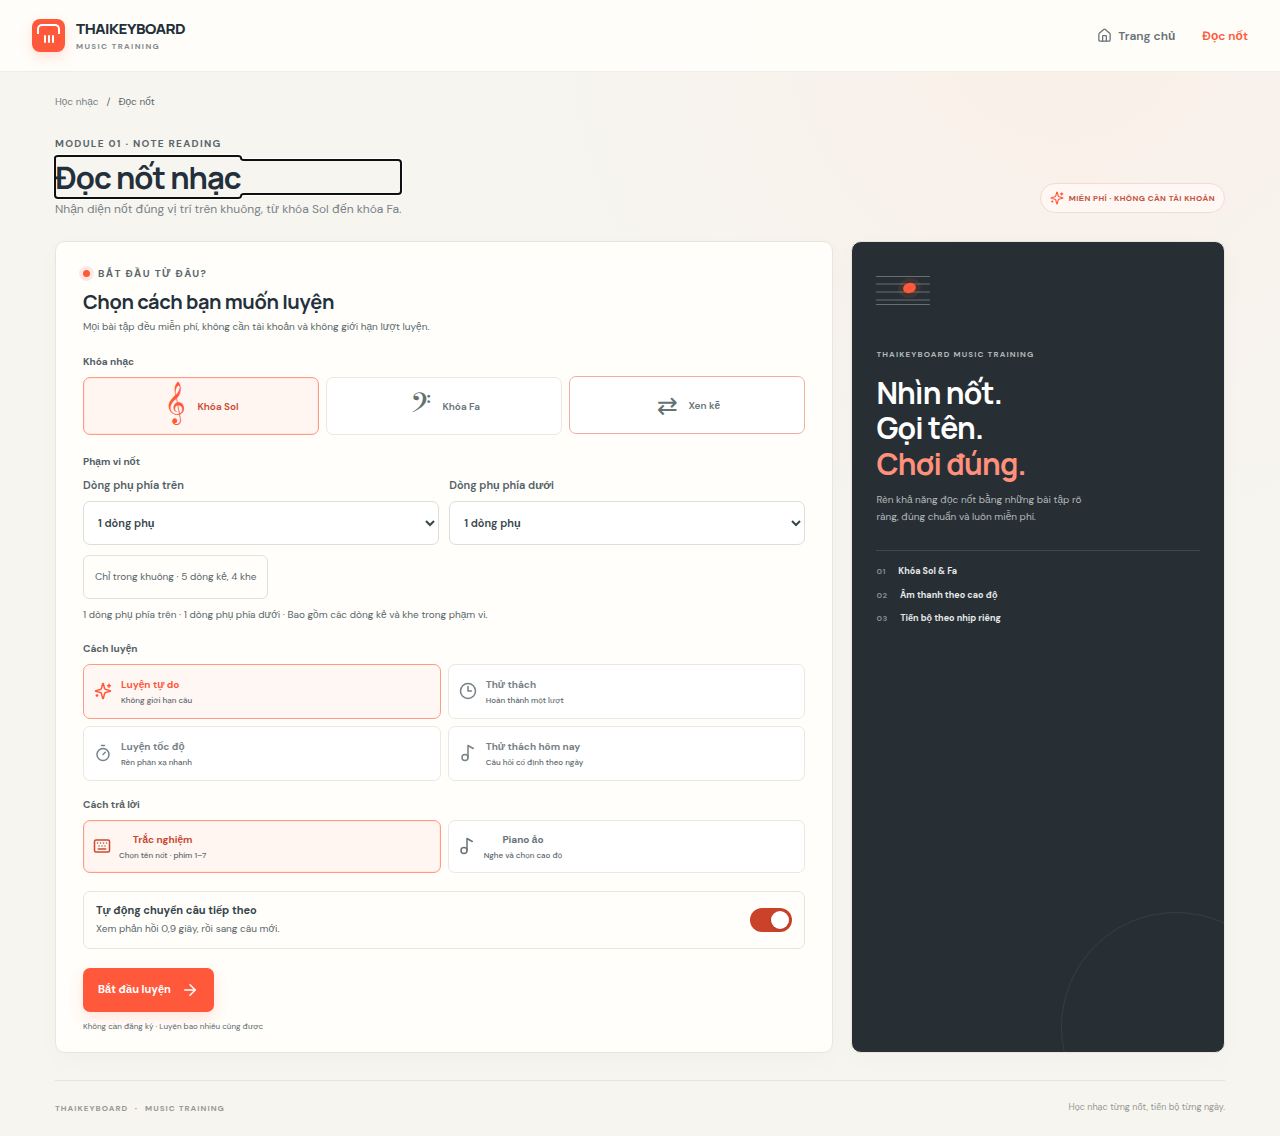 THAIKEYBOARD
MUSIC TRAINING
Trang chủ
Đọc nốt
Học nhạc / Đọc nốt
MODULE 01 · NOTE READING
Đọc nốt nhạc
Nhận diện nốt đúng vị trí trên khuông, từ khóa Sol đến khóa Fa.
MIỄN PHÍ · KHÔNG CẦN TÀI KHOẢN
BẮT ĐẦU TỪ ĐÂU?
Chọn cách bạn muốn luyện
Mọi bài tập đều miễn phí, không cần tài khoản và không giới hạn lượt luyện.
Khóa nhạc
Khóa Sol
Khóa Fa
Xen kẽ
Phạm vi nốt
Dòng phụ phía trên
Dòng phụ phía dưới
1 dòng phụ
1 dòng phụ
Chỉ trong khuông · 5 dòng kẻ, 4 khe
1 dòng phụ phía trên · 1 dòng phụ phía dưới · Bao gồm các dòng kẻ và khe trong phạm vi.
Cách luyện
Luyện tự do
Không giới hạn câu
Thử thách
Hoàn thành một lượt
Luyện tốc độ
Rèn phản xạ nhanh
Thử thách hôm nay
Câu hỏi cố định theo ngày
Cách trả lời
Trắc nghiệm
Chọn tên nốt · phím 1–7
Piano ảo
Nghe và chọn cao độ
Tự động chuyển câu tiếp theo
Xem phản hồi 0,9 giây, rồi sang câu mới.
Bắt đầu luyện
Không cần đăng ký · Luyện bao nhiêu cũng được
THAIKEYBOARD MUSIC TRAINING
Nhìn nốt.
Gọi tên.
Chơi đúng.
Rèn khả năng đọc nốt bằng những bài tập rõ
ràng, đúng chuẩn và luôn miễn phí.
01 Khóa Sol & Fa
02 Âm thanh theo cao độ
03 Tiến bộ theo nhịp riêng
THAIKEYBOARD · MUSIC TRAINING
Học nhạc từng nốt, tiến bộ từng ngày.